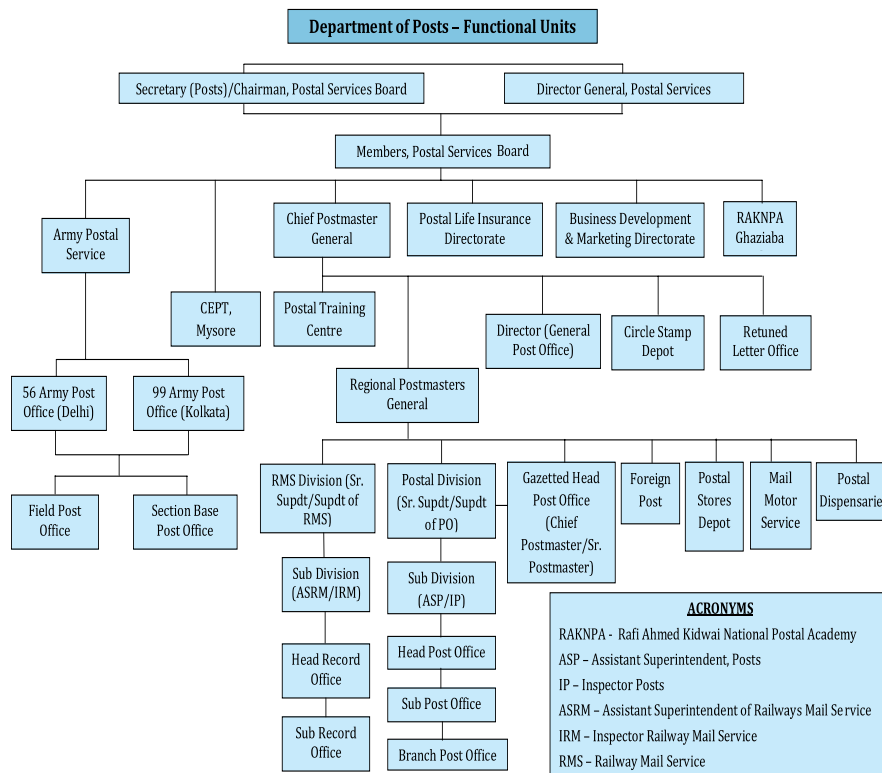 Department of Posts – Functional Units
Secretary (Posts)/Chairman, Postal Services Board
Director General, Postal Services
Members, Postal Services Board
Army Postal
Service
CEPT,
Mysore
Chief Postmaster
General
Postal Life Insurance
Directorate
Business Development
& Marketing Directorate
RAKNPA
Ghaziaba
Postal Training
Centre
Regional Postmasters
General
Director (General
Post Office)
Circle Stamp
Depot
Retuned
Letter Office
56 Army Post
Office (Delhi)
99 Army Post
Office (Kolkata)
Field Post
Office
Section Base
Post Office
RMS Division (Sr.
Supdt/Supdt of
RMS)
Postal Division
(Sr. Supdt/Supdt
of PO)
Gazetted Head
Post Office
(Chief
Postmaster/Sr.
Postmaster)
Foreign
Post
Postal
Stores
Depot
Mail
Motor
Service
Postal
Dispensarie
Sub Division
(ASRM/IRM)
Head Record
Office
Sub Record
Office
Sub Division
(ASP/IP)
Head Post Office
Sub Post Office
Branch Post Office
ACRONYMS
RAKNPA - Rafi Ahmed Kidwai National Postal Academy
ASP – Assistant Superintendent, Posts
IP – Inspector Posts
ASRM – Assistant Superintendent of Railways Mail Service
IRM – Inspector Railway Mail Service
RMS – Railway Mail Service